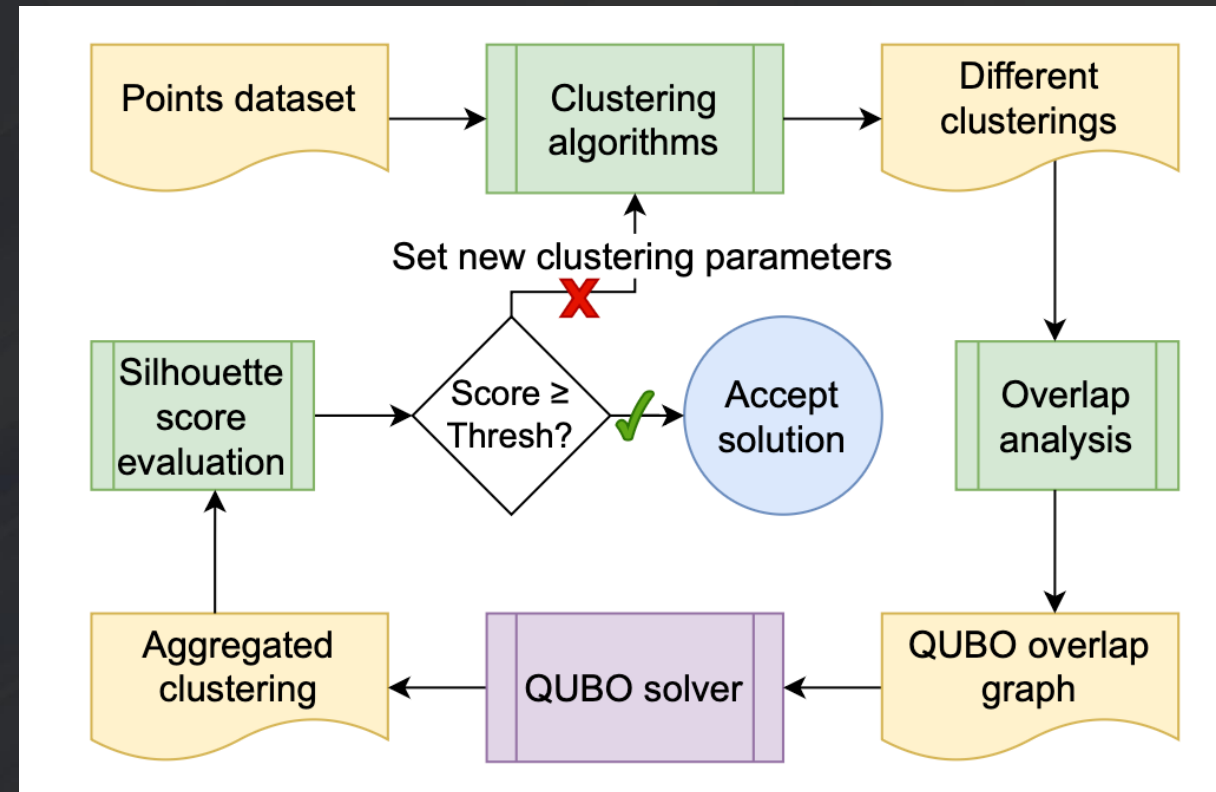 Points dataset
Clustering
algorithms
Different
clusterings
Set new clustering parameters
Silhouette
score
evaluation
Score ≥
Thresh?
Accept
solution
Overlap
analysis
Aggregated
clustering
QUBO solver
QUBO overlap
graph